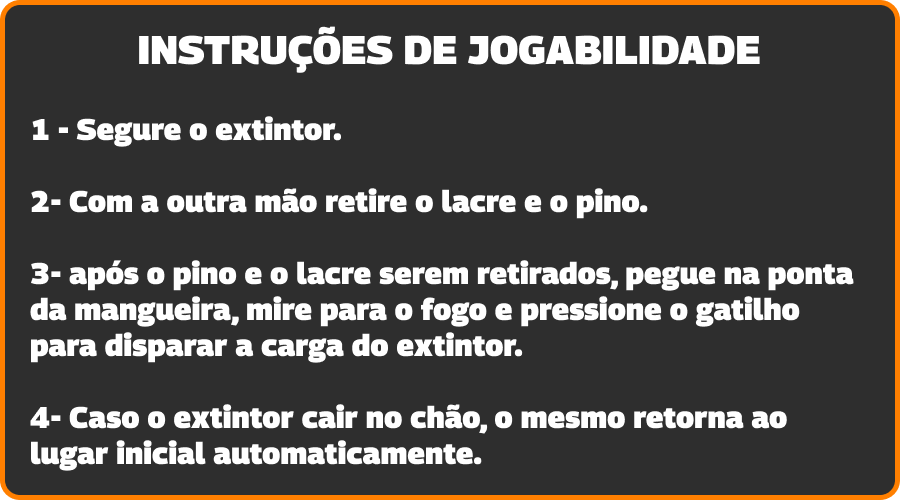 INSTRUÇÕES DE JOGABILIDADE
1 - Segure o extintor.
2- Com a outra mão retire o lacre e o pino.
3- após o pino e o lacre serem retirados, pegue na ponta
da mangueira, mire para o fogo e pressione o gatilho
para disparar a carga do extintor.
4- Caso o extintor cair no chão, o mesmo retorna ao
lugar inicial automaticamente.